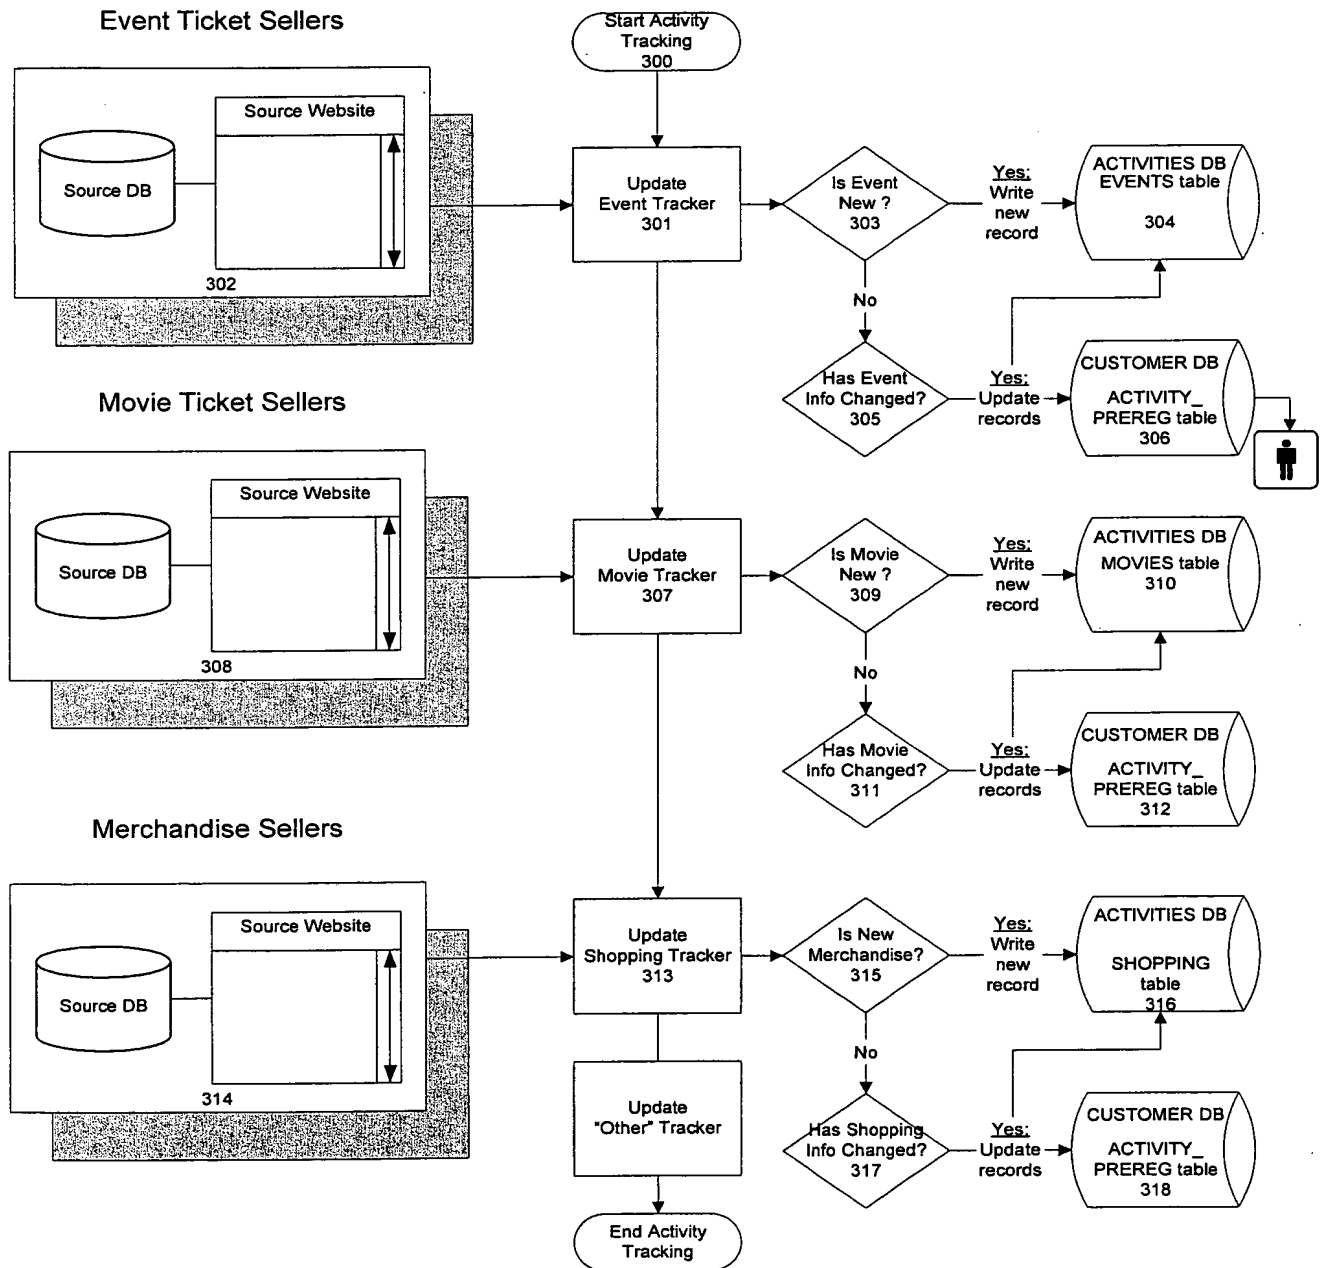 Event Ticket Sellers
Start Activity
Tracking
300
Source Website
Source DB
302
Update
Event Tracker
301
Is Event
New ?
303
Yes:
Write
new
record
ACTIVITIES DB
EVENTS table
304
No
Has Event
Info Changed?
305
Yes:
Update
records
CUSTOMER DB
ACTIVITY_
PREREG table
306
Movie Ticket Sellers
Source Website
Source DB
308
Update
Movie Tracker
307
Is Movie
New ?
309
Yes:
Write
new
record
ACTIVITIES DB
MOVIES table
310
No
Has Movie
Info Changed?
311
Yes:
Update
records
CUSTOMER DB
ACTIVITY_
PREREG table
312
Merchandise Sellers
Source Website
Source DB
314
Update
Shopping Tracker
313
Is New
Merchandise?
315
Yes:
Write
new
record
ACTIVITIES DB
SHOPPING
table
316
No
Update
"Other" Tracker
Has Shopping
Info Changed?
317
Yes:
Update
records
CUSTOMER DB
ACTIVITY_
PREREG table
318
End Activity
Tracking